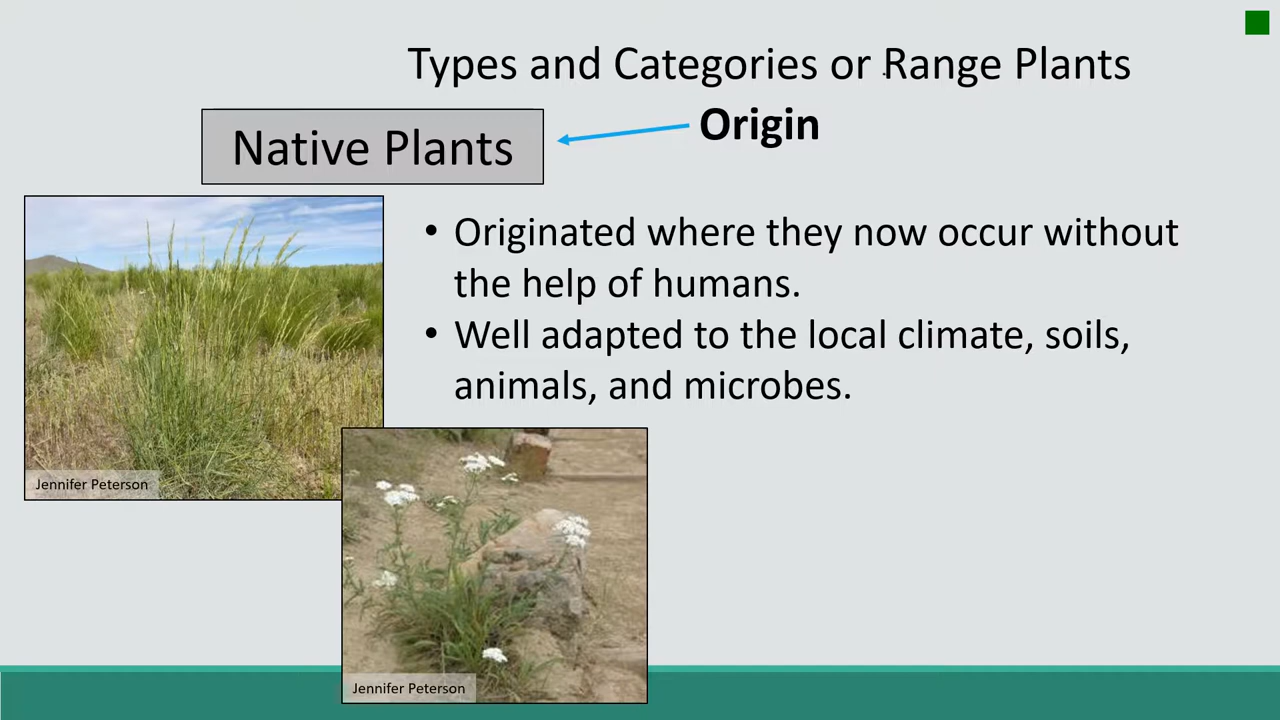 Types and Categories or Range Plants
Origin
Native Plants
• Originated where they now occur without
the help of humans.
• Well adapted to the local climate, soils,
animals, and microbes.
Jennifer Peterson
Jennifer Peterson